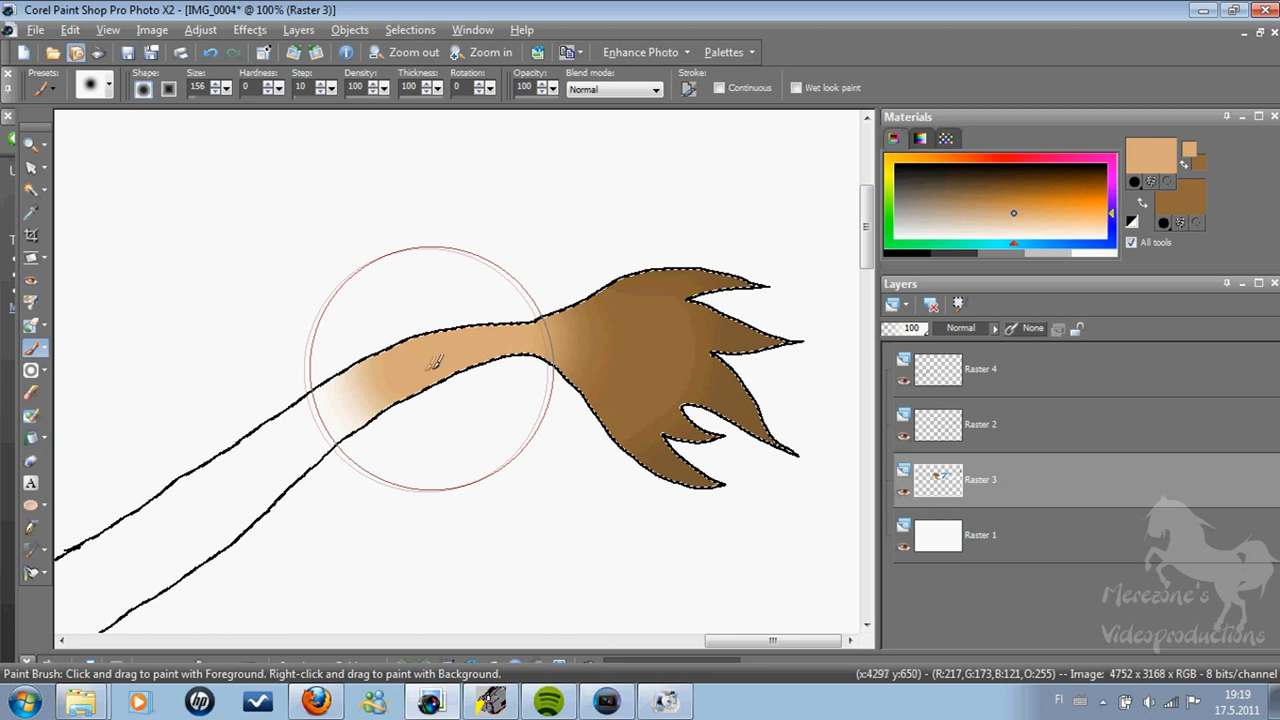 Corel Paint Shop Pro Photo X2 - [IMG_0004* @ 100% (Raster 3)]
File Edit View Image Adjust Effects Layers Objects Selections Window Help
Zoom out Zoom in Enhance Photo Palettes
Presets: Shape: Size: Hardness: Step: Density: Thickness: Rotation: Opacity: Blend mode: Stroke:
156 0 10 100 100 0 100 Normal Continuous Wet look paint
Materials
All tools
Layers
100 Normal None
Raster 4
Raster 2
Raster 3
Raster 1
Merezone's
Videoproductions
Paint Brush: Click and drag to paint with Foreground. Right-click and drag to paint with Background.
(x:4297 y:650) - (R:217,G:173,B:121,O:255) -- Image: 4752 x 3168 x RGB - 8 bits/channel
FI
19:19
17.5.2011